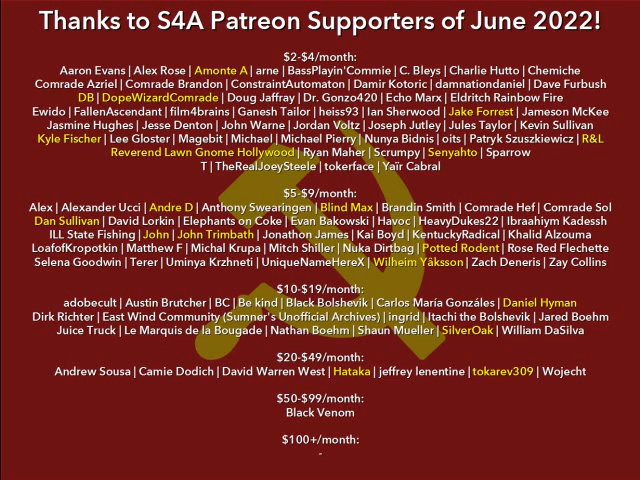 Thanks to S4A Patreon Supporters of June 2022!
$2-$4/month:
Aaron Evans | Alex Rose | Amonte A | arne | BassPlayin'Commie | C. Bleys | Charlie Hutto | Chemiche
Comrade Azriel | Comrade Brandon | ConstraintAutomaton | Damir Kotoric | damnationdaniel | Dave Furbush
DB | DopeWizardComrade | Doug Jaffray | Dr. Gonzo420 | Echo Marx | Eldritch Rainbow Fire
Ewido | FallenAscendant | film4brains | Ganesh Tailor | heiss93 | Ian Sherwood | Jake Forrest | Jameson McKee
Jasmine Hughes | Jesse Denton | John Warne | Jordan Voltz | Joseph Jutley | Jules Taylor | Kevin Sullivan
Kyle Fischer | Lee Gloster | Magebit | Michael | Michael Pierry | Nunya Bidnis | oits | Patryk Szuszkiewicz | R&L
Reverend Lawn Gnome Hollywood | Ryan Maher | Scrumpy | Senyahto | Sparrow
T | TheRealJoeySteele | tokerface | Yaïr Cabral
$5-$9/month:
Alex | Alexander Ucci | Andre D | Anthony Swearingen | Blind Max | Brandin Smith | Comrade Hef | Comrade Sol
Dan Sullivan | David Lorkin | Elephants on Coke | Evan Bakowski | Havoc | HeavyDukes22 | Ibraahiym Kadessh
ILL State Fishing | John | John Trimbath | Jonathon James | Kai Boyd | KentuckyRadical | Khalid Alzouma
LoafofKropotkin | Matthew F | Michal Krupa | Mitch Shiller | Nuka Dirtbag | Potted Rodent | Rose Red Flechette
Selena Goodwin | Terer | Uminya Krzhneti | UniqueNameHereX | Wilheim Yàksson | Zach Deneris | Zay Collins
$10-$19/month:
adobecult | Austin Brutcher | BC | Be kind | Black Bolshevik | Carlos María Gonzáles | Daniel Hyman
Dirk Richter | East Wind Community (Sumner's Unofficial Archives) | ingrid | Itachi the Bolshevik | Jared Boehm
Juice Truck | Le Marquis de la Bougade | Nathan Boehm | Shaun Mueller | SilverOak | William DaSilva
$20-$49/month:
Andrew Sousa | Camie Dodich | David Warren West | Hataka | jeffrey lenentine | tokarev309 | Wojecht
$50-$99/month:
Black Venom
$100+/month:
-